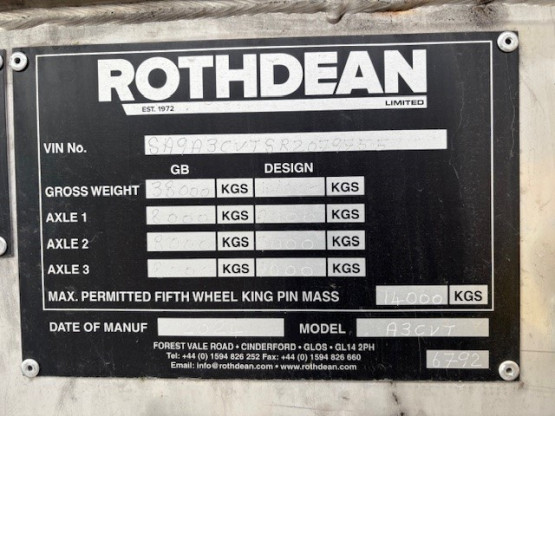 ROTHDEAN
EST. 1972 LIMITED
VIN No.
GB DESIGN
GROSS WEIGHT 38000 KGS KGS
AXLE 1 8000 KGS KGS
AXLE 2 KGS KGS
AXLE 3 KGS KGS
MAX. PERMITTED FIFTH WHEEL KING PIN MASS 14000 KGS
DATE OF MANUF MODEL A3CVT
FOREST VALE ROAD • CINDERFORD • GLOS • GL14 2PH
Tel: +44 (0) 1594 826 252 Fax: +44 (0) 1594 826 660
Email: info@rothdean.com • www.rothdean.com
6792